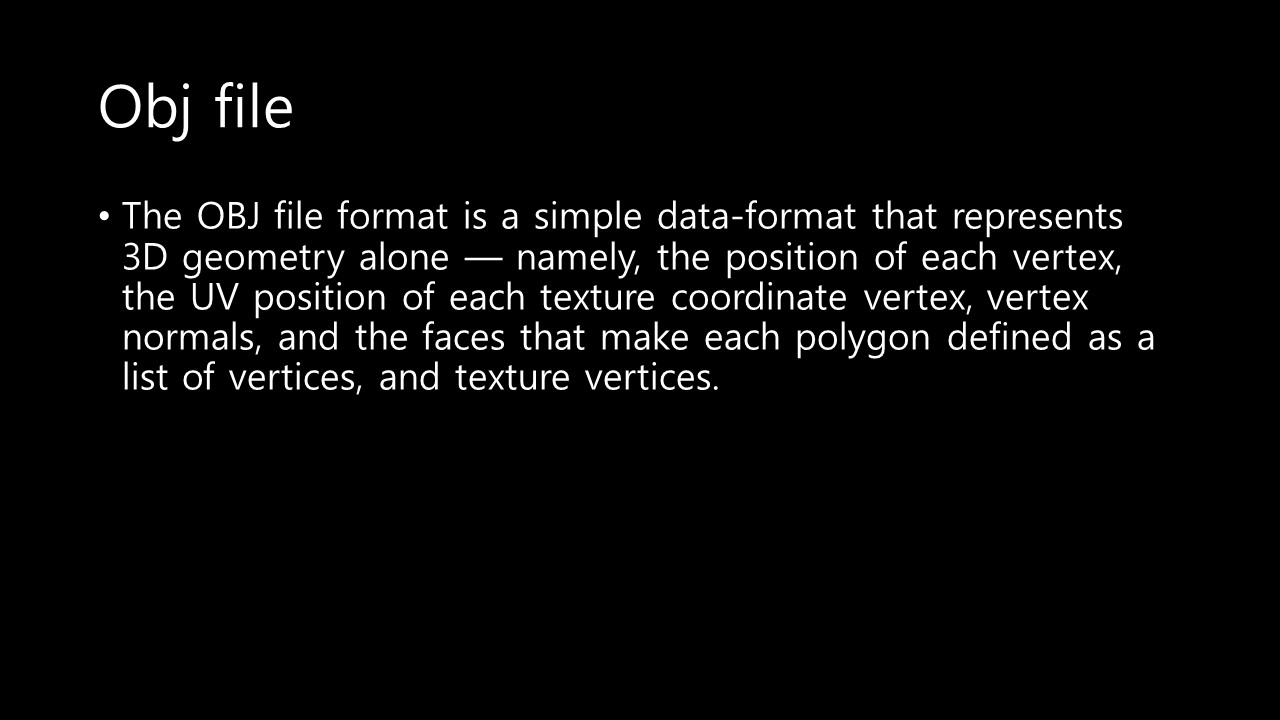 Obj file
• The OBJ file format is a simple data-format that represents
3D geometry alone — namely, the position of each vertex,
the UV position of each texture coordinate vertex, vertex
normals, and the faces that make each polygon defined as a
list of vertices, and texture vertices.